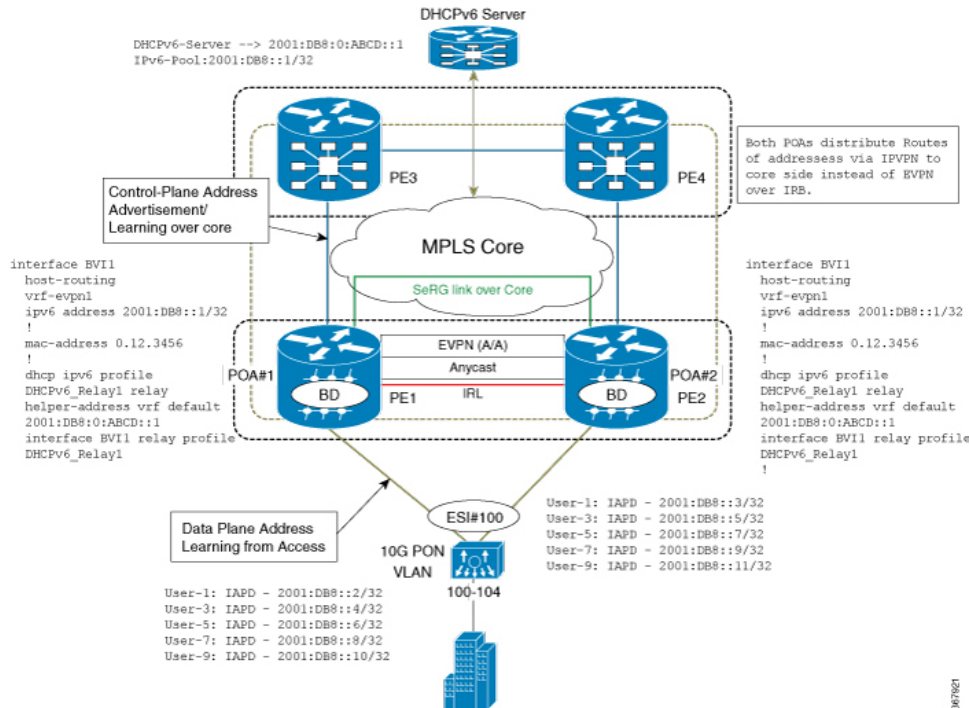 DHCPv6 Server
DHCPv6-Server --> 2001:DB8:0:ABCD::1
IPv6-Pool:2001:DB8::1/32
PE3
PE4
Both POAs distribute Routes
of addressess via IPVPN to
core side instead of EVPN
over IRB.
Control-Plane Address
Advertisement/
Learning over core
MPLS Core
SeRG link over Core
interface BVI1
host-routing
vrf-evpn1
ipv6 address 2001:DB8::1/32
!
mac-address 0.12.3456
!
dhcp ipv6 profile
DHCPv6_Relay1 relay
helper-address vrf default
2001:DB8:0:ABCD::1
interface BVI1 relay profile
DHCPv6_Relay1
POA#1
BD
PE1
EVPN (A/A)
Anycast
IRL
BD
POA#2
PE2
interface BVI1
host-routing
vrf-evpn1
ipv6 address 2001:DB8::1/32
!
mac-address 0.12.3456
!
dhcp ipv6 profile
DHCPv6_Relay1 relay
helper-address vrf default
2001:DB8:0:ABCD::1
interface BVI1 relay profile
DHCPv6_Relay1
!
Data Plane Address
Learning from Access
ESI#100
10G PON
VLAN
100-104
User-1: IAPD - 2001:DB8::3/32
User-3: IAPD - 2001:DB8::5/32
User-5: IAPD - 2001:DB8::7/32
User-7: IAPD - 2001:DB8::9/32
User-9: IAPD - 2001:DB8::11/32
User-1: IAPD - 2001:DB8::2/32
User-3: IAPD - 2001:DB8::4/32
User-5: IAPD - 2001:DB8::6/32
User-7: IAPD - 2001:DB8::8/32
User-9: IAPD - 2001:DB8::10/32